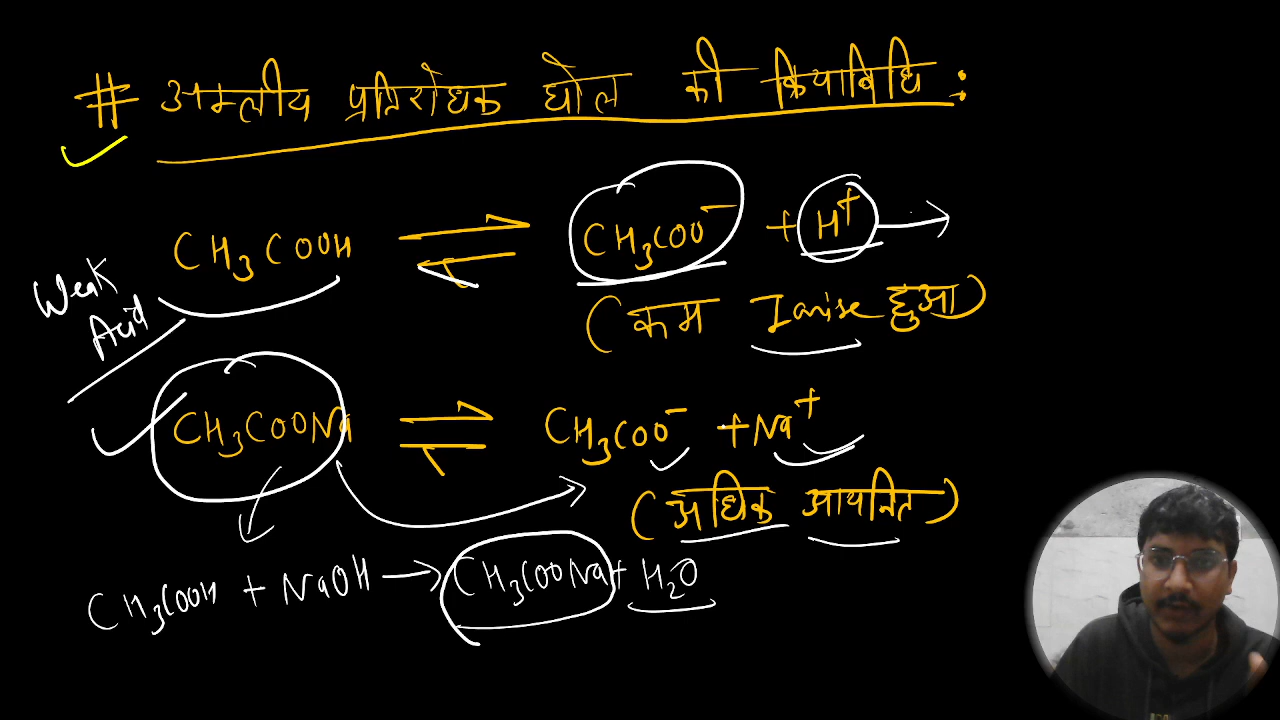 # अम्लीय प्रतिरोधक घोल की क्रियाविधि :
CH₃COOH ⇌ CH₃COO⁻ + H⁺ →
Weak Acid
(कम Ionise हुआ)
CH₃COONa ⇌ CH₃COO⁻ + Na⁺
(अधिक आयनित)
CH₃COOH + NaOH → CH₃COONa + H₂O